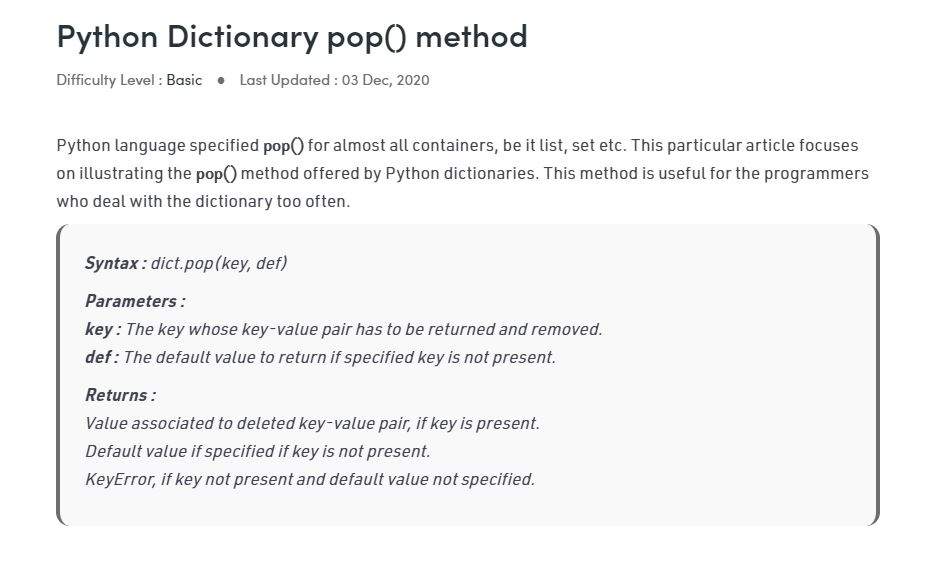 Python Dictionary pop() method
Difficulty Level : Basic ● Last Updated : 03 Dec, 2020
Python language specified pop() for almost all containers, be it list, set etc. This particular article focuses
on illustrating the pop() method offered by Python dictionaries. This method is useful for the programmers
who deal with the dictionary too often.
Syntax : dict.pop(key, def)
Parameters :
key : The key whose key-value pair has to be returned and removed.
def : The default value to return if specified key is not present.
Returns :
Value associated to deleted key-value pair, if key is present.
Default value if specified if key is not present.
KeyError, if key not present and default value not specified.